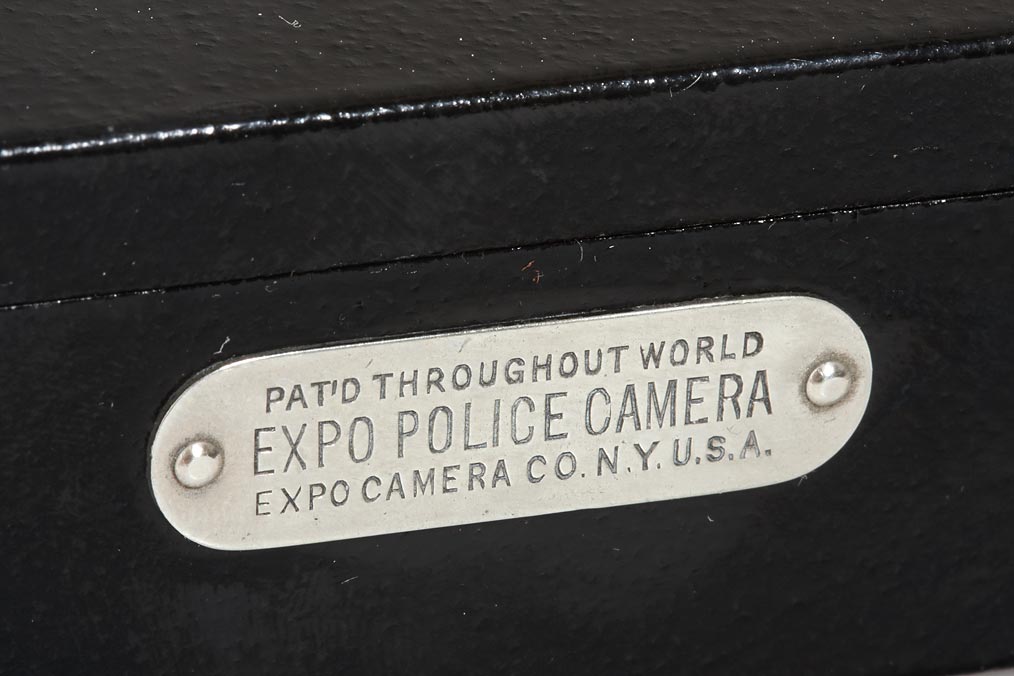 PAT'D THROUGHOUT WORLD
EXPO POLICE CAMERA
EXPO CAMERA CO. N.Y. U.S.A.